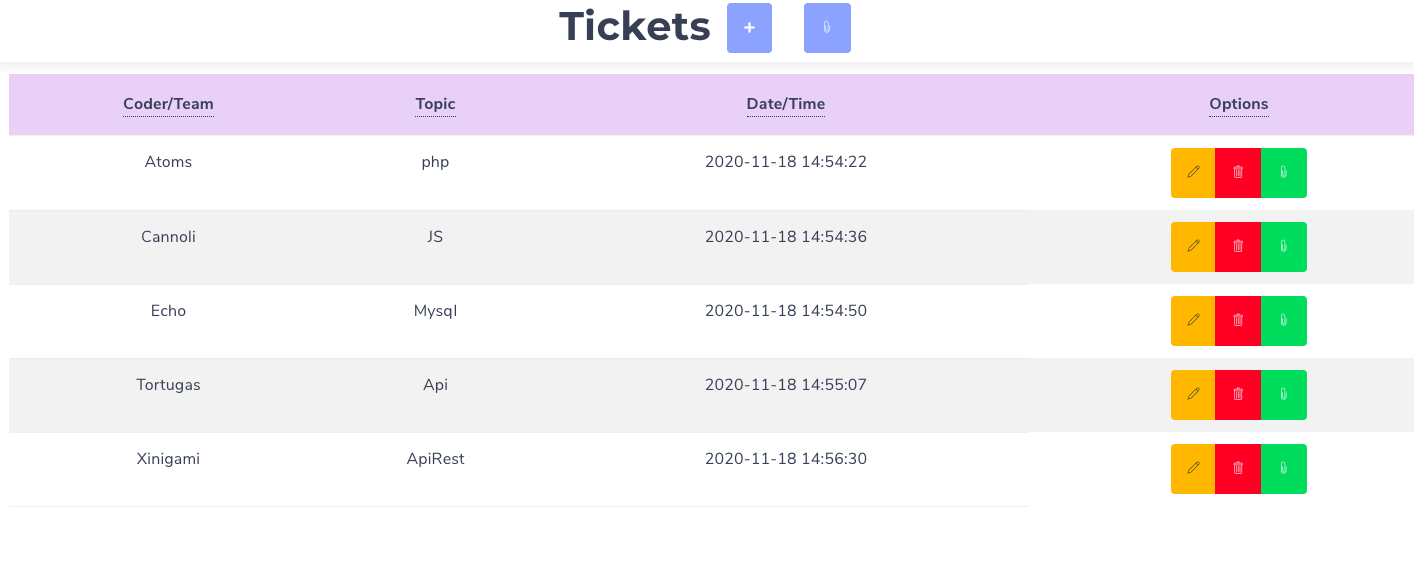 Tickets +
Coder/Team Topic Date/Time Options
Atoms php 2020-11-18 14:54:22
Cannoli JS 2020-11-18 14:54:36
Echo Mysql 2020-11-18 14:54:50
Tortugas Api 2020-11-18 14:55:07
Xinigami ApiRest 2020-11-18 14:56:30